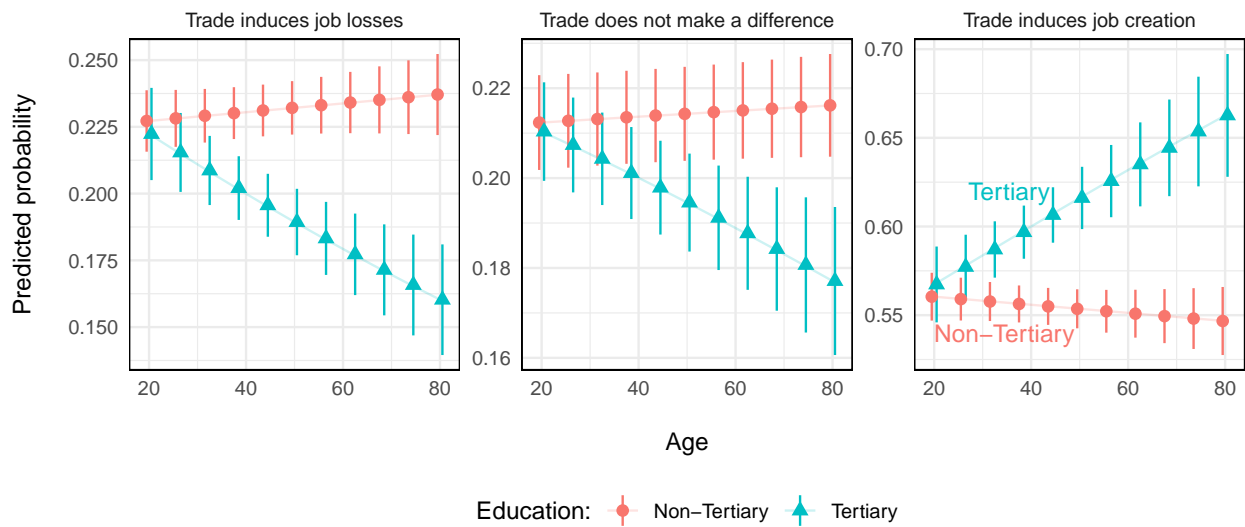 Trade induces job losses
Trade does not make a difference
Trade induces job creation
Predicted probability
0.250
0.225
0.200
0.175
0.150
20
40
60
80
0.22
0.20
0.18
0.16
20
40
60
80
0.70
0.65
0.60
0.55
Tertiary
Non−Tertiary
20
40
60
80
Age
Education:
Non−Tertiary
Tertiary